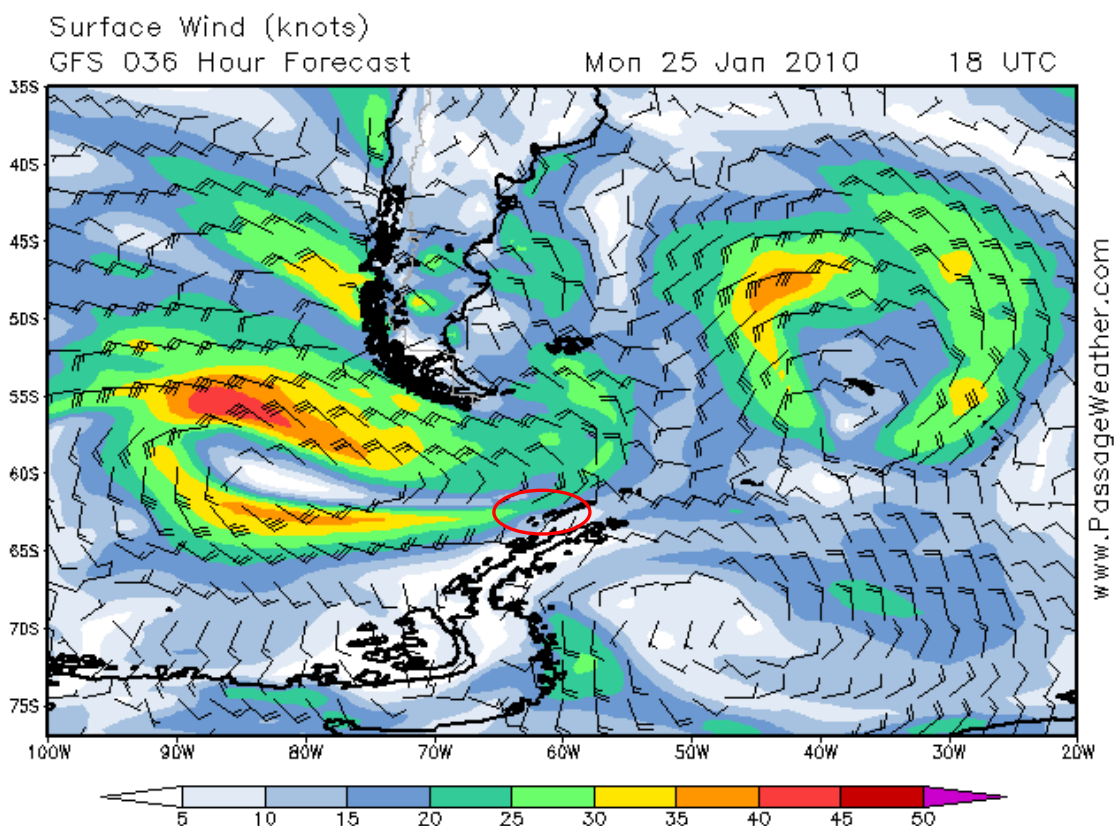 Surface Wind (knots)
GFS 036 Hour Forecast Mon 25 Jan 2010 18 UTC
35S
40S
45S
50S
55S
60S
65S
70S
75S
100W 90W 80W 70W 60W 50W 40W 30W 20W
5 10 15 20 25 30 35 40 45 50
www.PassageWeather.com